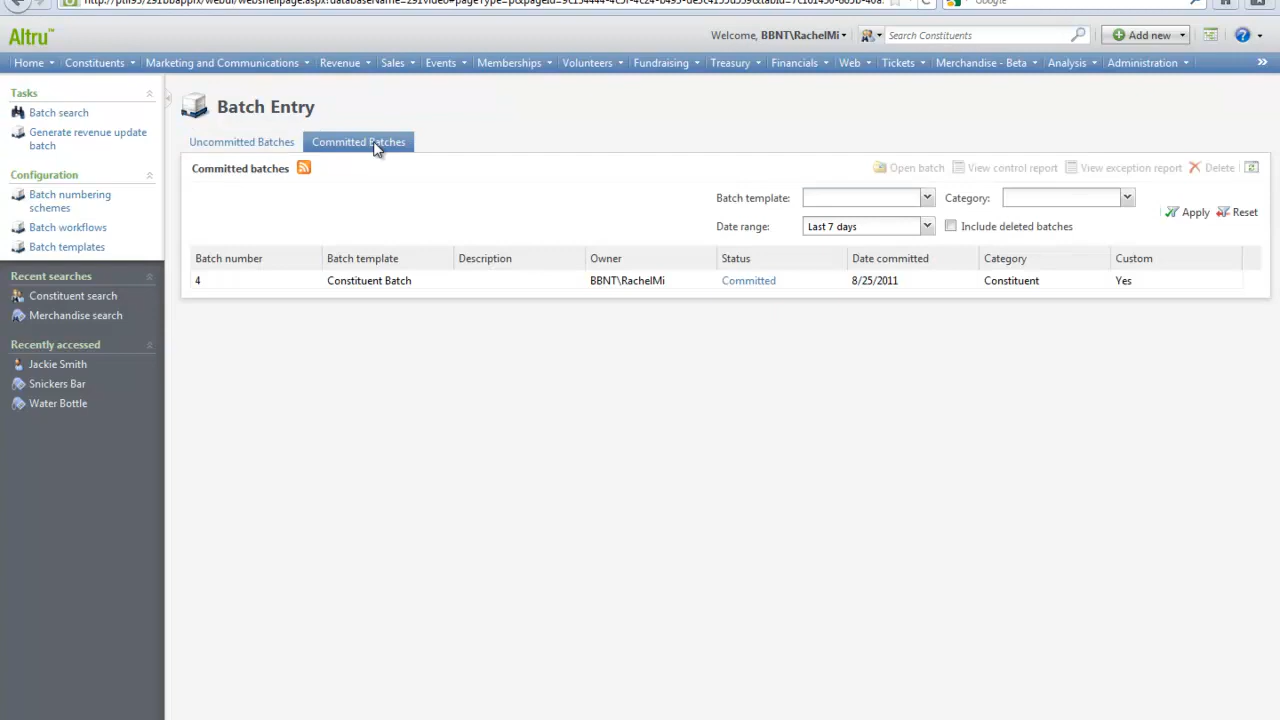 Altru
Welcome, BBNT\RachelMi
Search Constituents
Add new
Home
Constituents
Marketing and Communications
Revenue
Sales
Events
Memberships
Volunteers
Fundraising
Treasury
Financials
Web
Tickets
Merchandise - Beta
Analysis
Administration
Tasks
Batch search
Generate revenue update
batch
Configuration
Batch numbering
schemes
Batch workflows
Batch templates
Recent searches
Constituent search
Merchandise search
Recently accessed
Jackie Smith
Snickers Bar
Water Bottle
Batch Entry
Uncommitted Batches
Committed Batches
Committed batches
Open batch
View control report
View exception report
Delete
Batch template:
Category:
Date range:
Last 7 days
Include deleted batches
Apply
Reset
Batch number Batch template Description Owner Status Date committed Category Custom
4 Constituent Batch BBNT\RachelMi Committed 8/25/2011 Constituent Yes